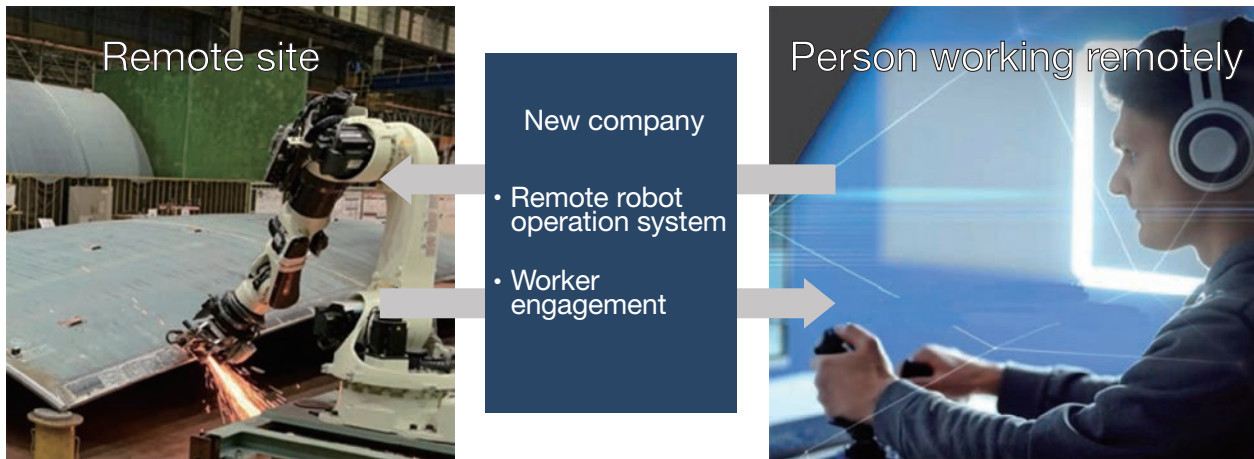 Remote site
New company
• Remote robot
operation system
• Worker
engagement
Person working remotely